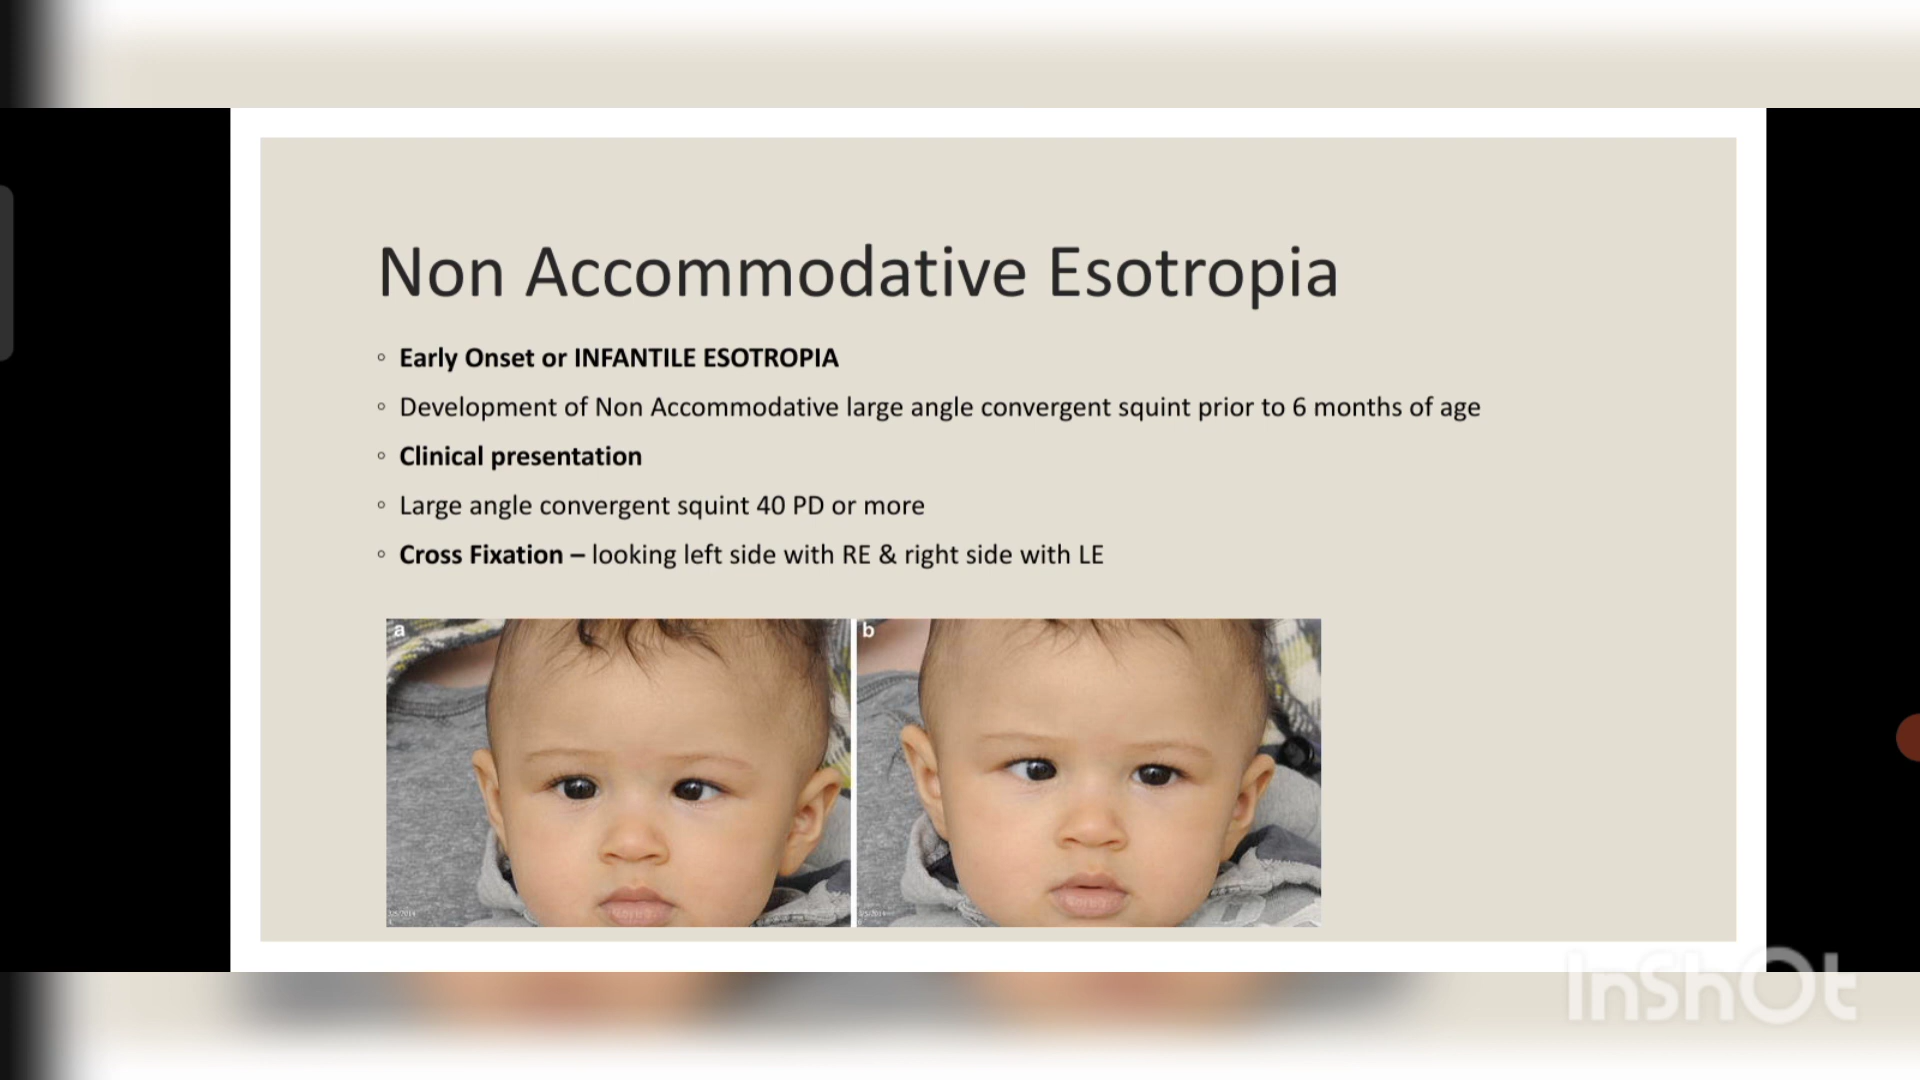 Non Accommodative Esotropia
◦ Early Onset or INFANTILE ESOTROPIA
◦ Development of Non Accommodative large angle convergent squint prior to 6 months of age
◦ Clinical presentation
◦ Large angle convergent squint 40 PD or more
◦ Cross Fixation – looking left side with RE & right side with LE
a
b
InShOt